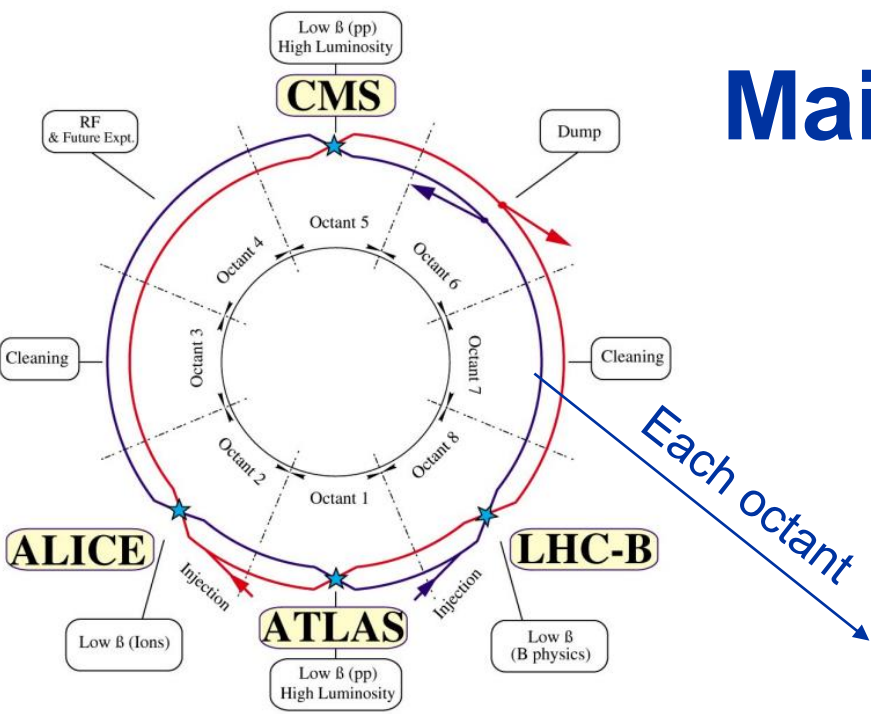 Low ß (pp)
High Luminosity
CMS
Mai
RF
& Future Expt.
Dump
Octant 5
Octant 4
Octant 6
Cleaning
Octant 3
Octant 7
Cleaning
Octant 2
Octant 8
Octant 1
Each octant
ALICE
LHC-B
Injection
Injection
ATLAS
Low ß (Ions)
Low ß
(B physics)
Low ß (pp)
High Luminosity